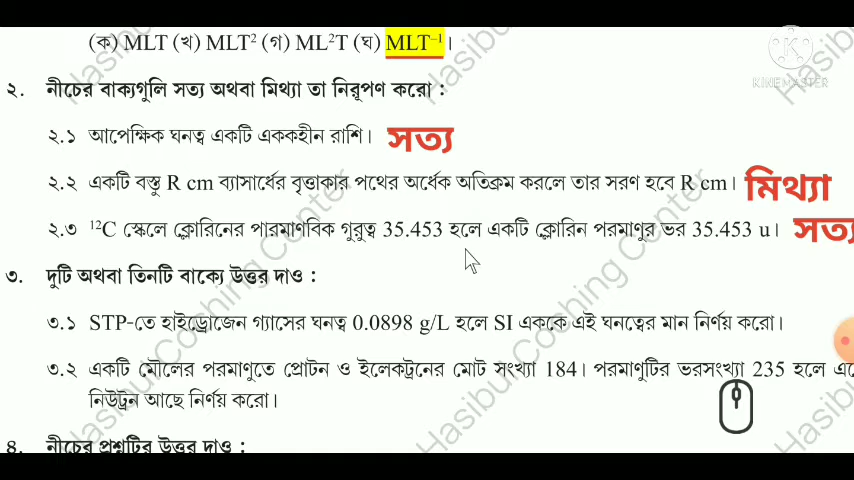 (ক) MLT (খ) MLT² (গ) ML²T (ঘ) MLT⁻¹।
KINEMASTER
২. নীচের বাক্যগুলি সত্য অথবা মিথ্যা তা নিরূপণ করো :
২.১ আপেক্ষিক ঘনত্ব একটি এককহীন রাশি। সত্য
২.২ একটি বস্তু R cm ব্যাসার্ধের বৃত্তাকার পথের অর্ধেক অতিক্রম করলে তার সরণ হবে R cm। মিথ্যা
২.৩ ¹²C স্কেলে ক্লোরিনের পারমাণবিক গুরুত্ব 35.453 হলে একটি ক্লোরিন পরমাণুর ভর 35.453 u। সত্য
৩. দুটি অথবা তিনটি বাক্যে উত্তর দাও :
৩.১ STP-তে হাইড্রোজেন গ্যাসের ঘনত্ব 0.0898 g/L হলে SI এককে এই ঘনত্বের মান নির্ণয় করো।
৩.২ একটি মৌলের পরমাণুতে প্রোটন ও ইলেকট্রনের মোট সংখ্যা 184। পরমাণুটির ভরসংখ্যা 235 হলে
নিউট্রন আছে নির্ণয় করো।
৪. নীচের প্রশ্নটির উত্তর দাও :
Hasibul Coshing Center